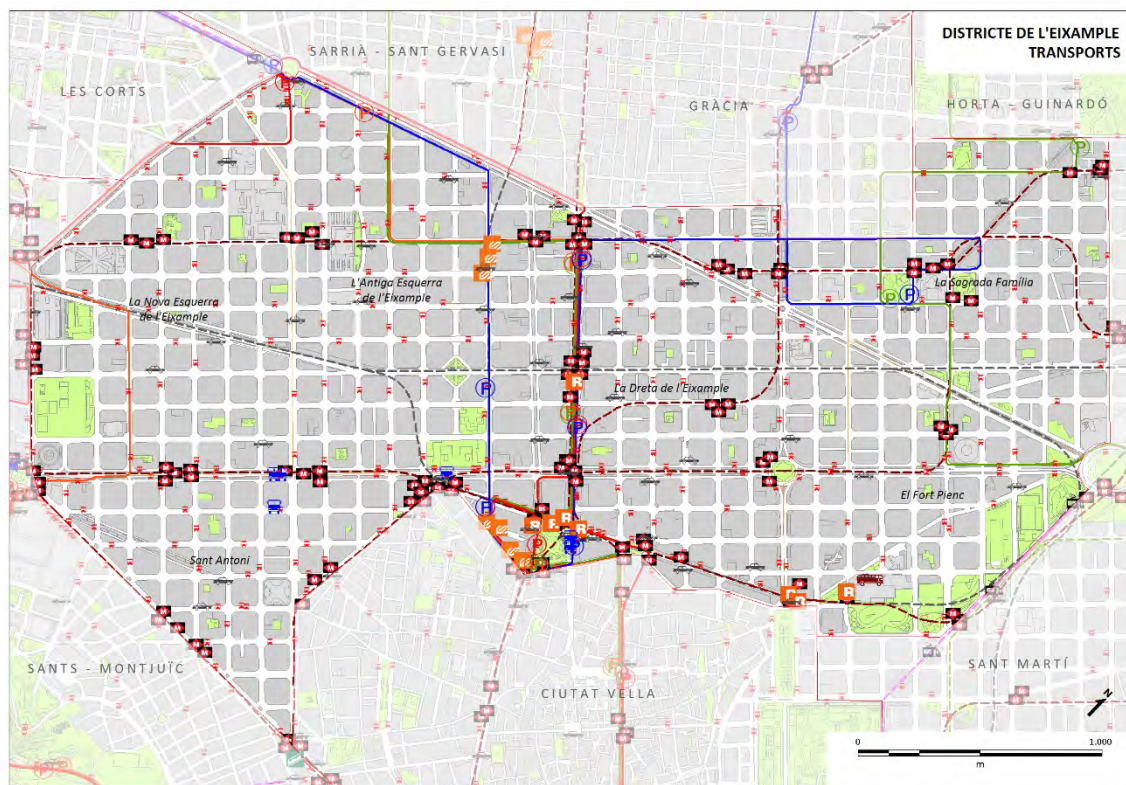 DISTRICTE DE L'EIXAMPLE
TRANSPORTS
SARRIÀ - SANT GERVASI
LES CORTS
GRÀCIA
HORTA - GUINARDÓ
P
P
P
P
P
P
La Nova Esquerra
de l'Eixample
L'Antiga Esquerra
de l'Eixample
La Sagrada Família
P
P
La Dreta de l'Eixample
R
P
P
P
El Fort Pienc
P
R
R
R
R
P
Sant Antoni
R
SANTS - MONTJUÏC
CIUTAT VELLA
SANT MARTÍ
N
0
1.000
m